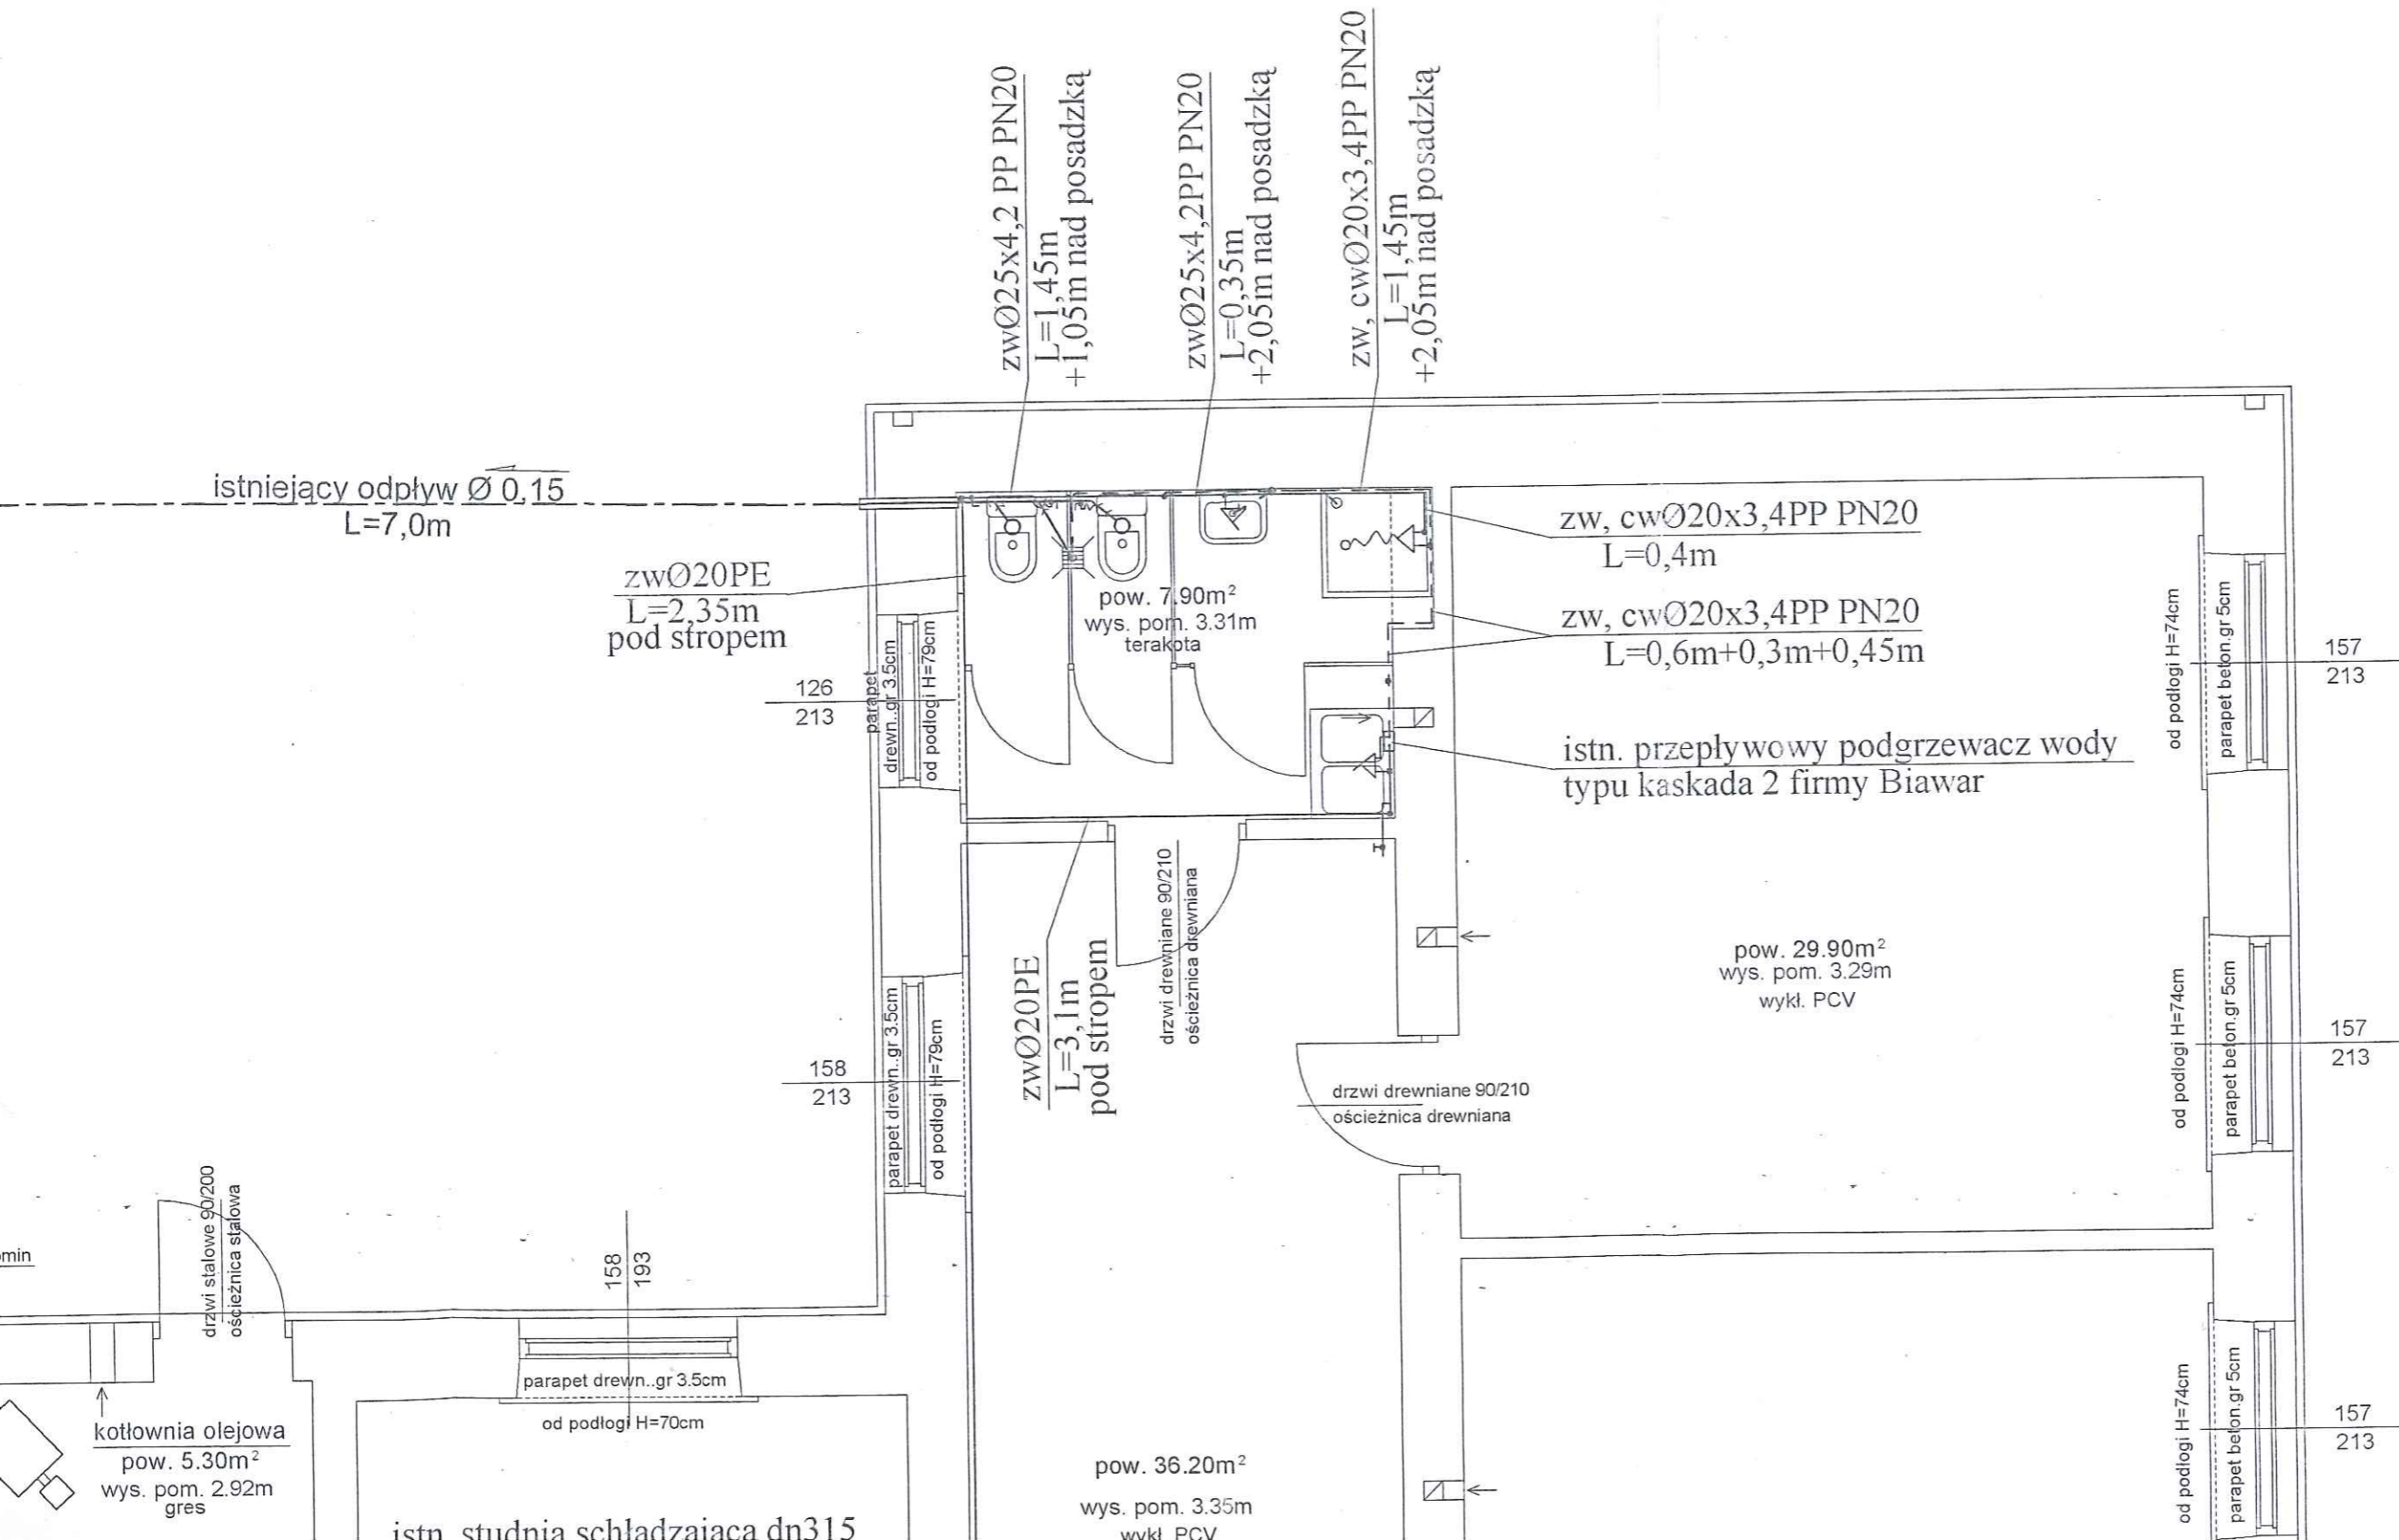 zwØ25x4,2 PP PN20
L=1,45m
+1,05m nad posadzką
zwØ25x4,2PP PN20
L=0,35m
+2,05m nad posadzką
zw, cwØ20x3,4PP PN20
L=1,45m
+2,05m nad posadzką
istniejący odpływ Ø 0,15
L=7,0m
zw, cwØ20x3,4PP PN20
L=0,4m
zwØ20PE
L=2,35m
pod stropem
pow. 7.90m²
wys. pom. 3.31m
terakota
zw, cwØ20x3,4PP PN20
L=0,6m+0,3m+0,45m
parapet
drewn..gr 3.5cm
od podłogi H=79cm
126
213
od podłogi H=74cm
parapet beton.gr 5cm
157
213
istn. przepływowy podgrzewacz wody
typu kaskada 2 firmy Biawar
drzwi drewniane 90/210
ościeżnica drewniana
zwØ20PE
L=3,1m
pod stropem
pow. 29.90m²
wys. pom. 3.29m
wykł. PCV
parapet drewn..gr 3.5cm
od podłogi H=79cm
158
213
od podłogi H=74cm
parapet beton.gr 5cm
157
213
drzwi drewniane 90/210
ościeżnica drewniana
drzwi stalowe 90/200
ościeżnica stalowa
158
193
parapet drewn..gr 3.5cm
od podłogi H=70cm
od podłogi H=74cm
parapet beton.gr 5cm
157
213
kotłownia olejowa
pow. 5.30m²
wys. pom. 2.92m
gres
pow. 36.20m²
wys. pom. 3.35m
wykł. PCV
istn. studnia schładzająca dn315